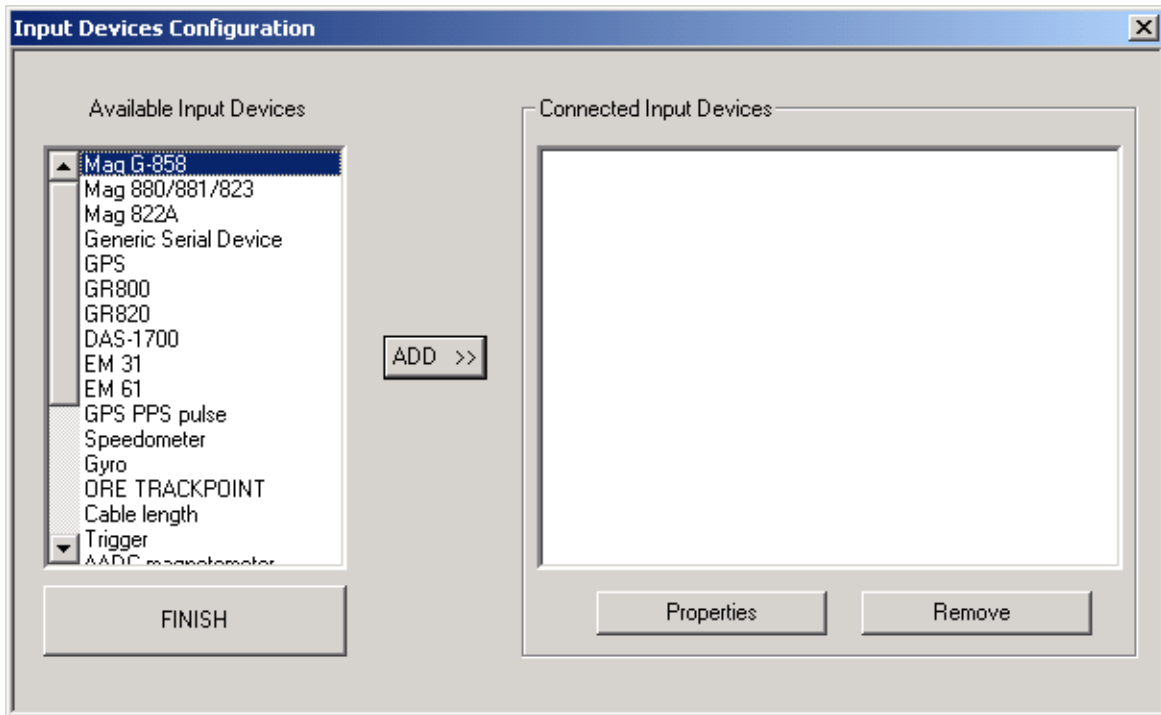 Input Devices Configuration
Available Input Devices
Mag G-858
Mag 880/881/823
Mag 822A
Generic Serial Device
GPS
GR800
GR820
DAS-1700
EM 31
EM 61
GPS PPS pulse
Speedometer
Gyro
ORE TRACKPOINT
Cable length
Trigger
AADC magnetometer
FINISH
ADD >>
Connected Input Devices
Properties
Remove